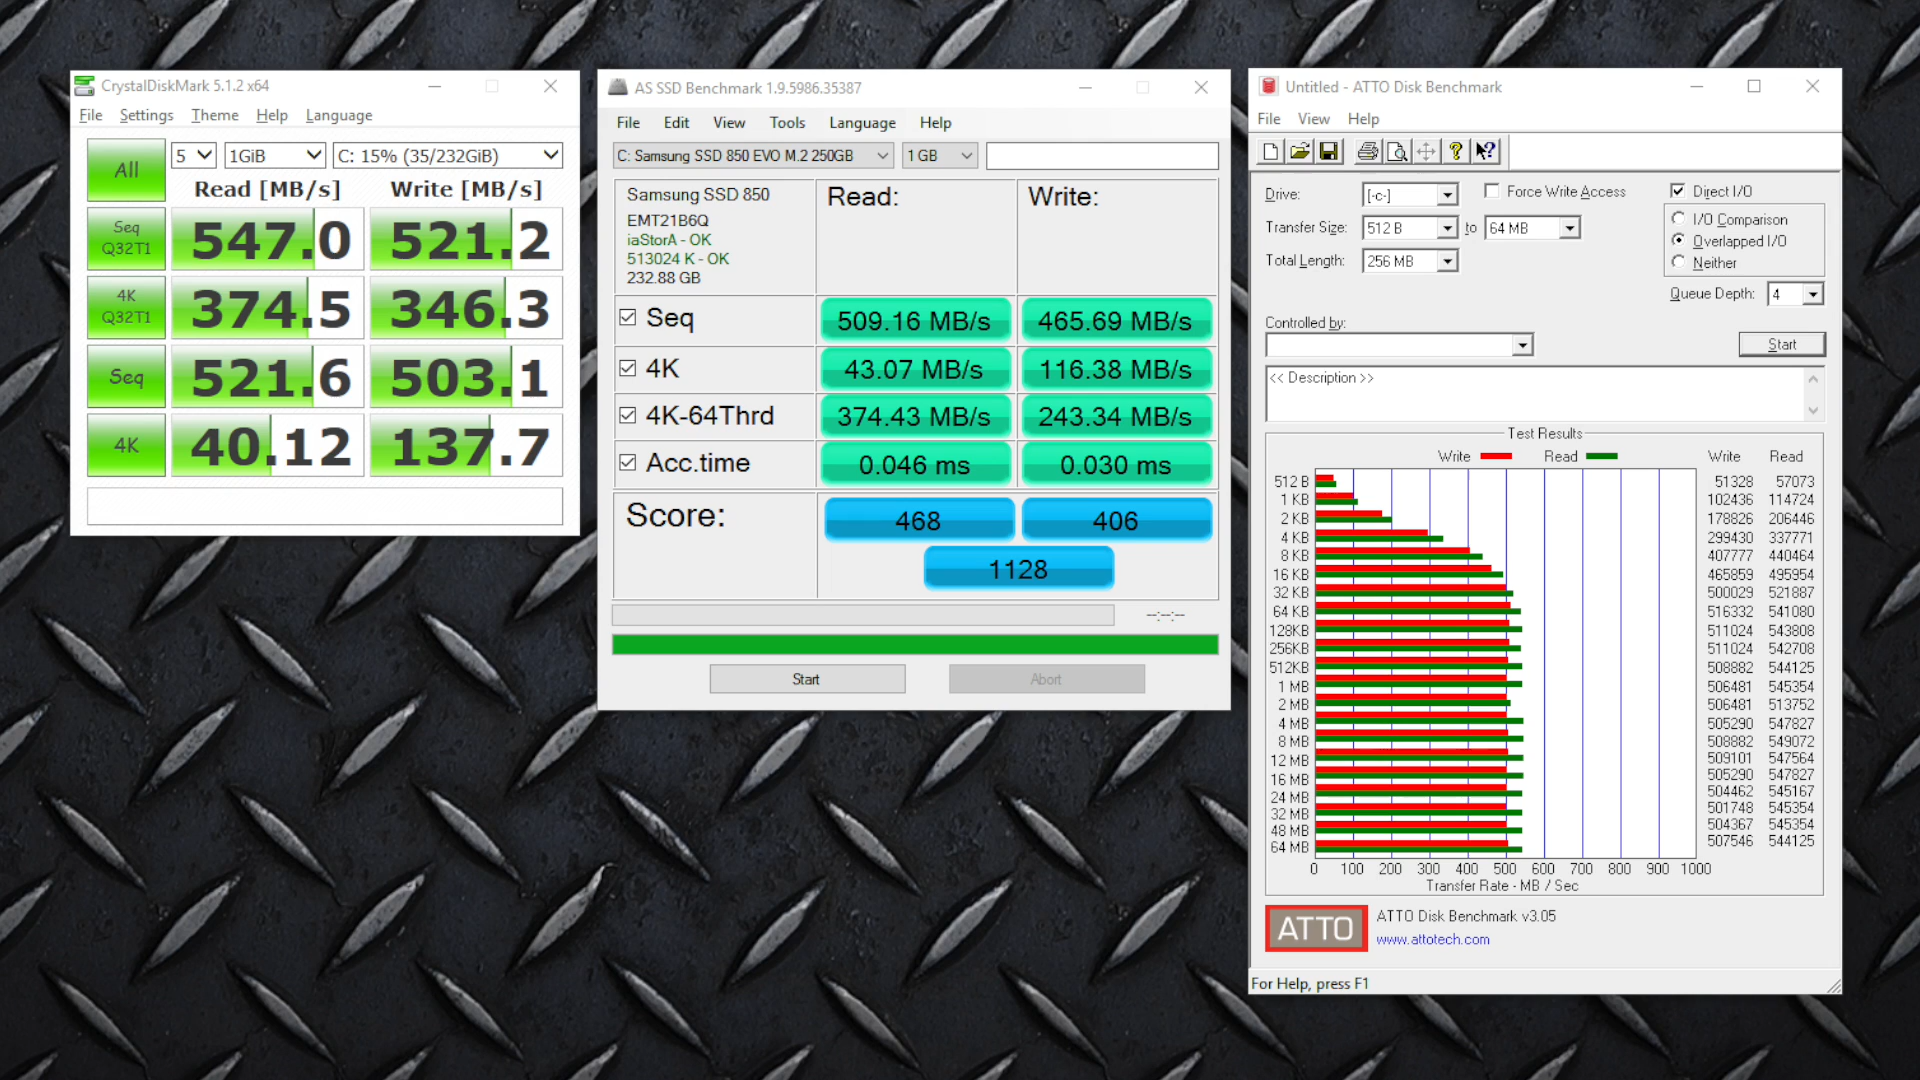 CrystalDiskMark 5.1.2 x64
File Settings Theme Help Language
All
5 1GiB C: 15% (35/232GiB)
Read [MB/s] Write [MB/s]
Seq Q32T1 547.0 521.2
4K Q32T1 374.5 346.3
Seq 521.6 503.1
4K 40.12 137.7
AS SSD Benchmark 1.9.5986.35387
File Edit View Tools Language Help
C: Samsung SSD 850 EVO M.2 250GB 1 GB
Samsung SSD 850
EMT21B6Q
iaStorA - OK
513024 K - OK
232.88 GB
Read: Write:
Seq 509.16 MB/s 465.69 MB/s
4K 43.07 MB/s 116.38 MB/s
4K-64Thrd 374.43 MB/s 243.34 MB/s
Acc.time 0.046 ms 0.030 ms
Score: 468 406
1128
--:--:--
Start Abort
Untitled - ATTO Disk Benchmark
File View Help
Drive: [-c-] Force Write Access Direct I/O
Transfer Size: 512 B to 64 MB
Total Length: 256 MB
I/O Comparison
Overlapped I/O
Neither
Queue Depth: 4
Controlled by:
Start
<< Description >>
Test Results
Write Read Write Read
512 B 51328 57073
1 KB 102436 114724
2 KB 178826 206446
4 KB 299430 337771
8 KB 407777 440464
16 KB 465859 495954
32 KB 500029 521887
64 KB 516332 541080
128KB 511024 543808
256KB 511024 542708
512KB 508882 544125
1 MB 506481 545354
2 MB 506481 513752
4 MB 505290 547827
8 MB 508882 549072
12 MB 509101 547564
16 MB 505290 547827
24 MB 504462 545167
32 MB 501748 545354
48 MB 504367 545354
64 MB 507546 544125
0 100 200 300 400 500 600 700 800 900 1000
Transfer Rate - MB / Sec
ATTO
ATTO Disk Benchmark v3.05
www.attotech.com
For Help, press F1